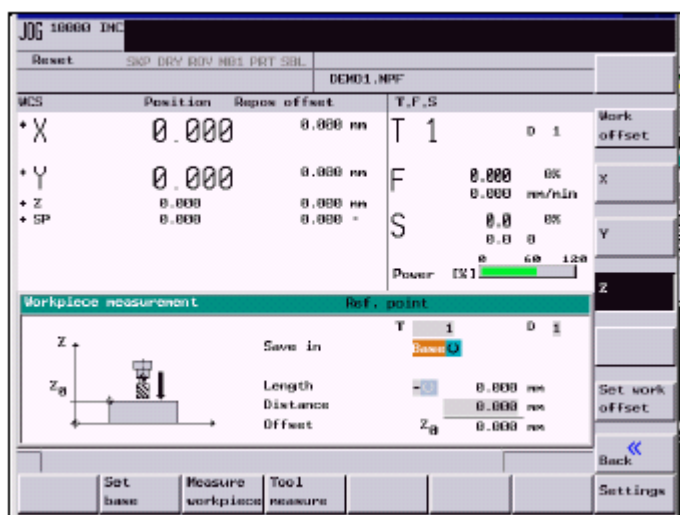 JOG 10000 INC
Reset SKP DRY ROV M01 PRT SBL
DEMO1.MPF
WCS Position Repos offset T,F,S
+X 0.000 0.000 mm T 1 D 1
+Y 0.000 0.000 mm F 0.000 0%
0.000 mm/min
+ Z 0.000 0.000 mm
+ SP 0.000 0.000 - S 0.0 0%
0.0 0
0 60 120
Power [%]
Work offset
X
Y
Z
Set work offset
« Back
Settings
Workpiece measurement Ref. point
T 1 D 1
Save in Base
Length - 0.000 mm
Distance 0.000 mm
Offset Z0 0.000 mm
Z
Z0
Set base
Measure workpiece
Tool measure